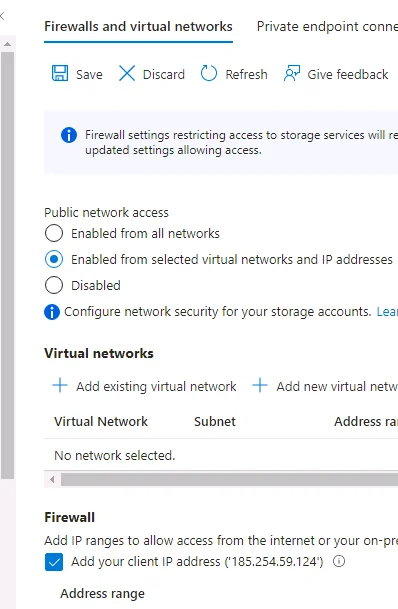 Firewalls and virtual networks Private endpoint conne
Save Discard Refresh Give feedback
Firewall settings restricting access to storage services will re
updated settings allowing access.
Public network access
Enabled from all networks
Enabled from selected virtual networks and IP addresses
Disabled
Configure network security for your storage accounts. Lear
Virtual networks
Add existing virtual network Add new virtual netw
Virtual Network Subnet Address ra
No network selected.
Firewall
Add IP ranges to allow access from the internet or your on-pre
Add your client IP address ('185.254.59.124')
Address range